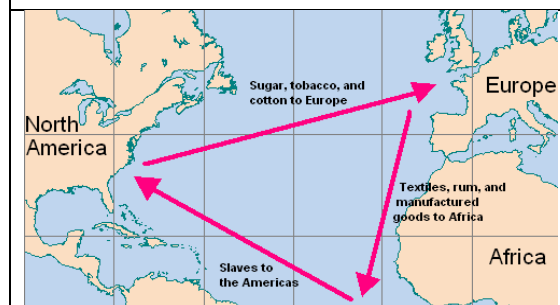 Sugar, tobacco, and
cotton to Europe
Europe
North
America
Textiles, rum, and
manufactured
goods to Africa
Africa
Slaves to
the Americas